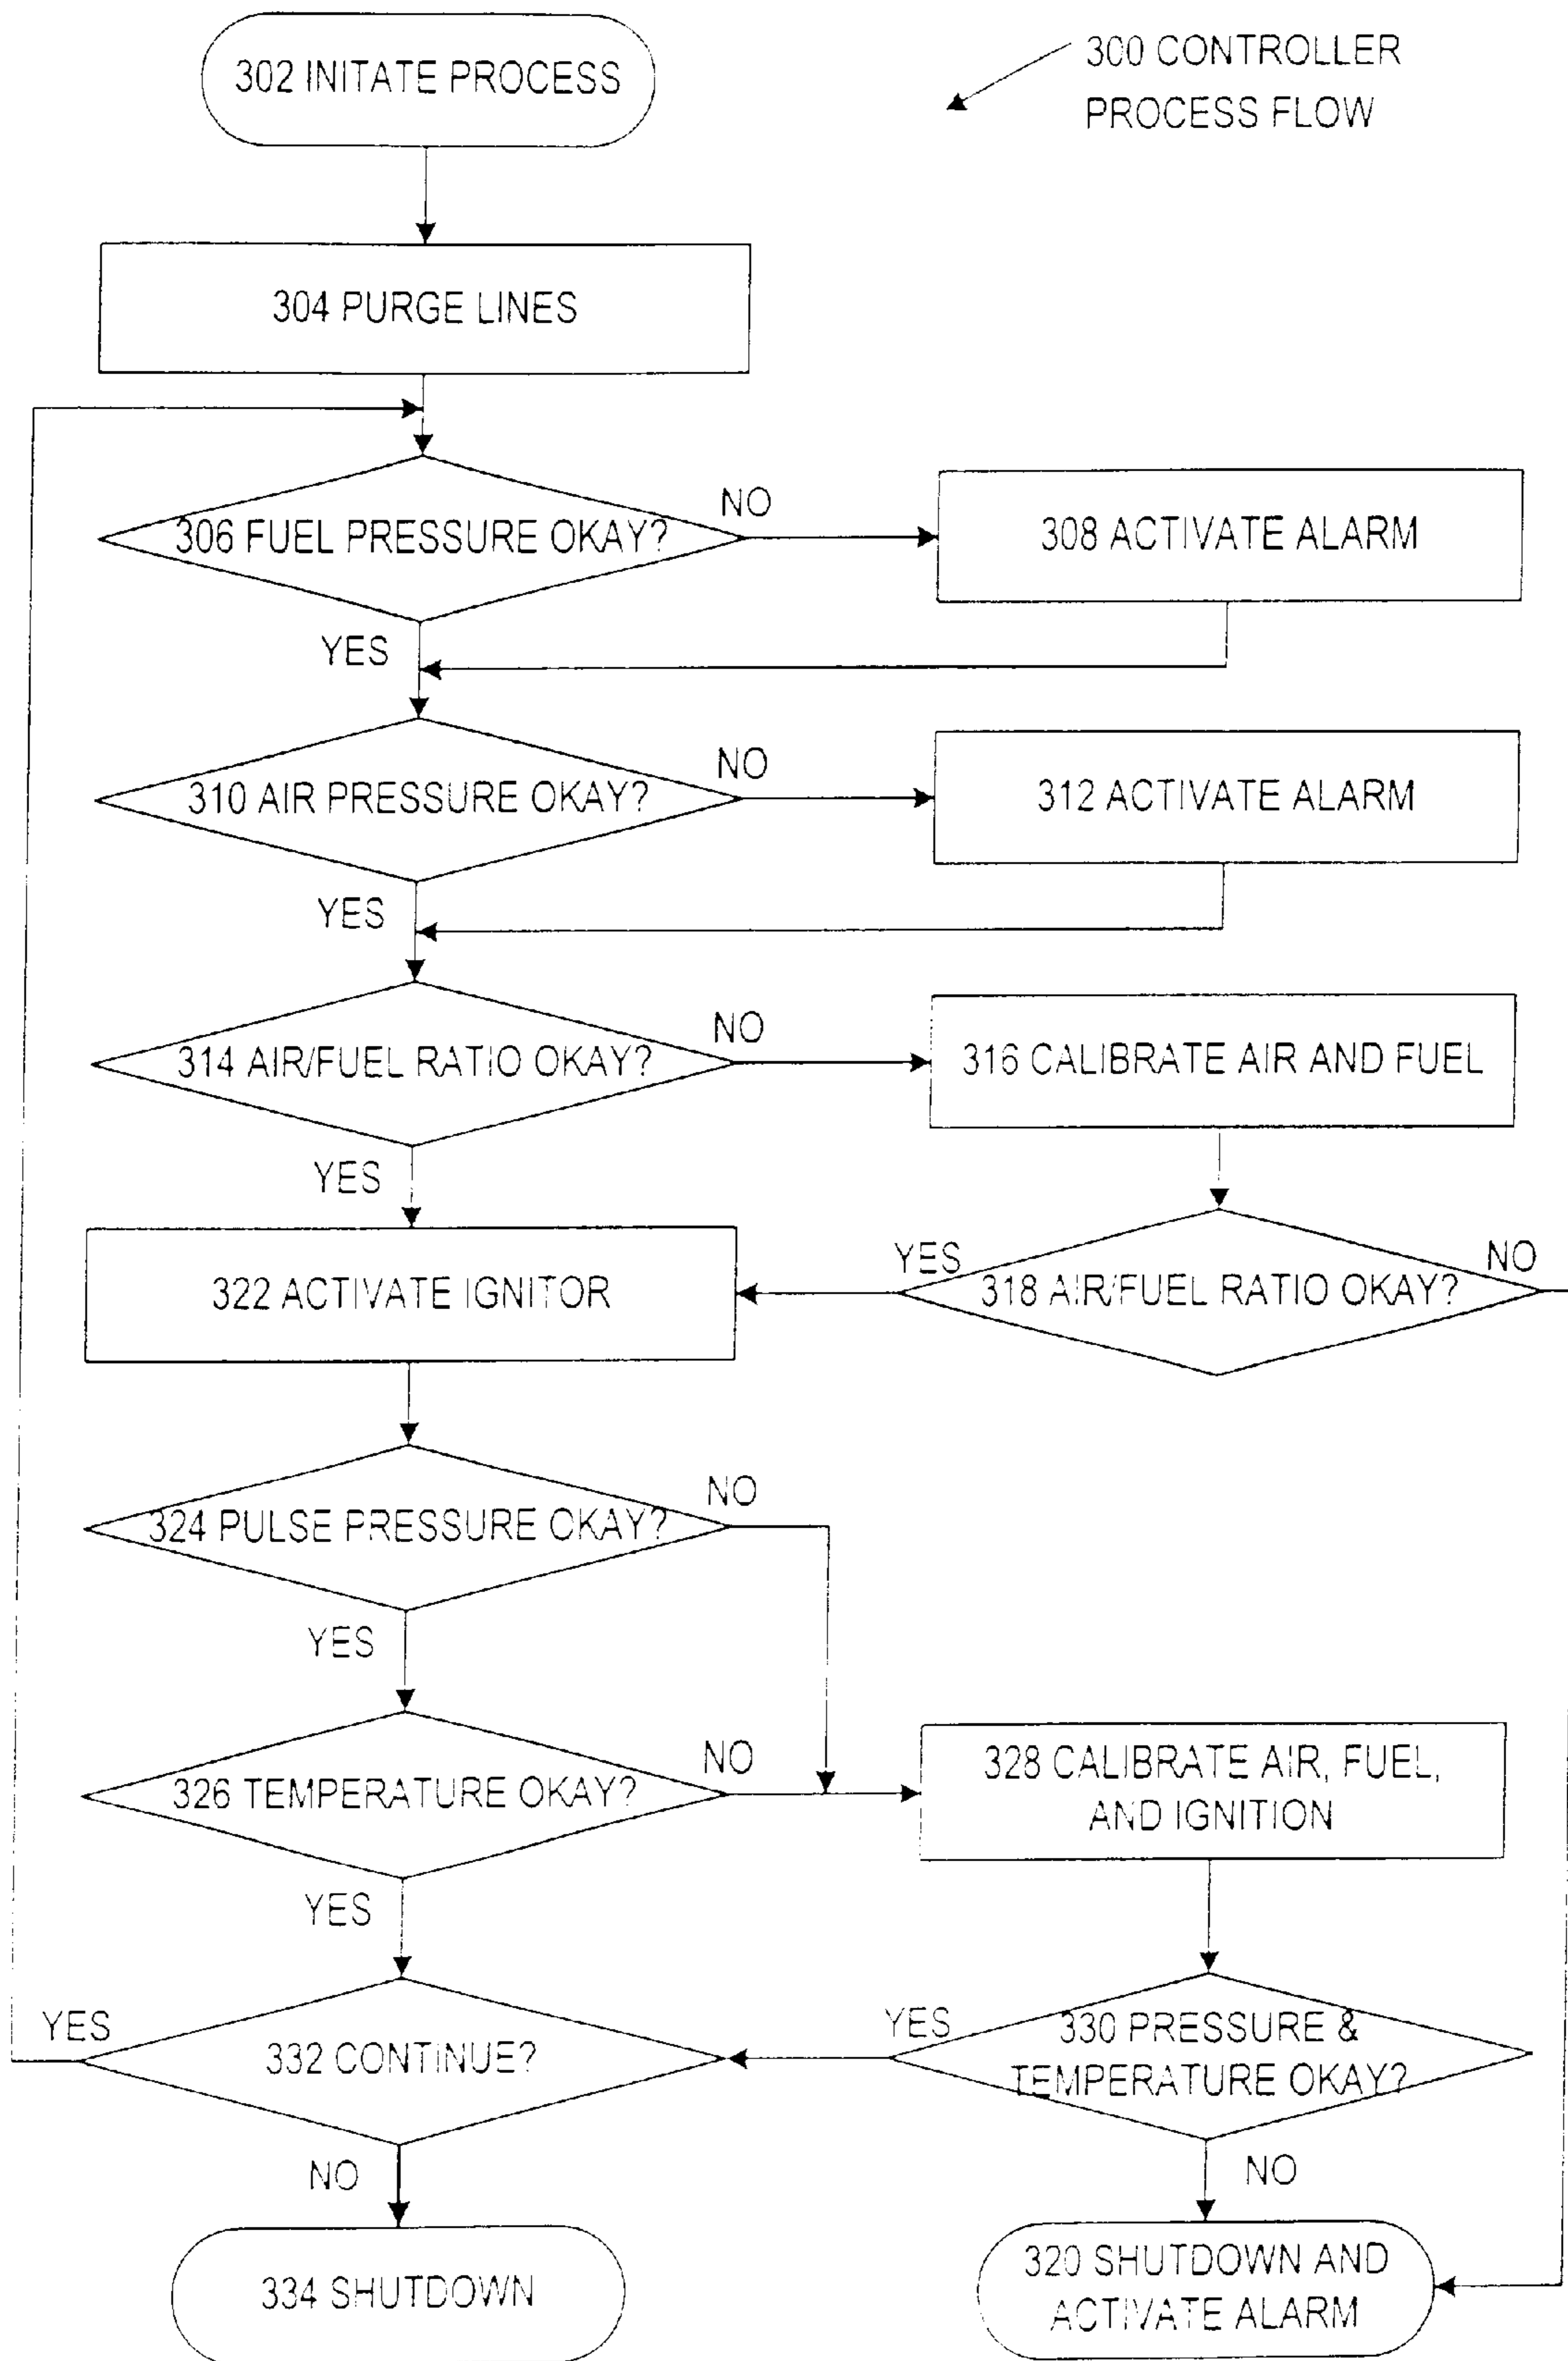 302 INITATE PROCESS
300 CONTROLLER
PROCESS FLOW
304 PURGE LINES
306 FUEL PRESSURE OKAY?
NO
308 ACTIVATE ALARM
YES
310 AIR PRESSURE OKAY?
NO
312 ACTIVATE ALARM
YES
314 AIR/FUEL RATIO OKAY?
NO
316 CALIBRATE AIR AND FUEL
YES
322 ACTIVATE IGNITOR
YES
318 AIR/FUEL RATIO OKAY?
NO
324 PULSE PRESSURE OKAY?
NO
YES
326 TEMPERATURE OKAY?
NO
328 CALIBRATE AIR, FUEL,
AND IGNITION
YES
YES
332 CONTINUE?
YES
330 PRESSURE &
TEMPERATURE OKAY?
NO
NO
334 SHUTDOWN
320 SHUTDOWN AND
ACTIVATE ALARM